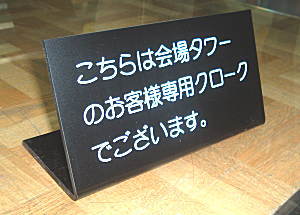 こちらは会場タワー
のお客様専用クローク
でございます。